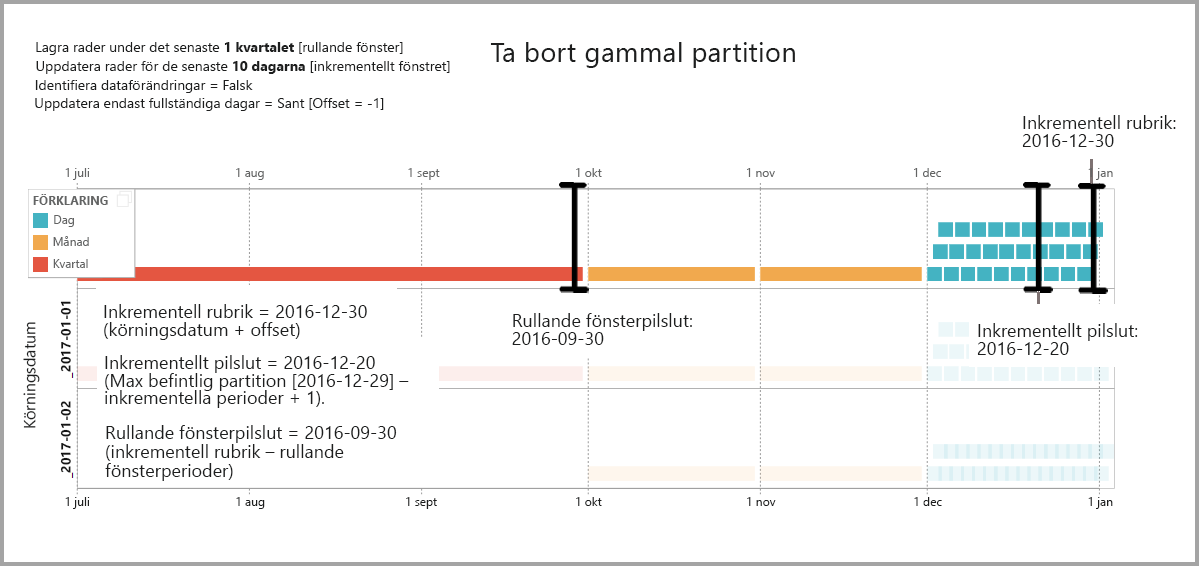 Lagra rader under det senaste 1 kvartalet [rullande fönster]
Uppdatera rader för de senaste 10 dagarna [inkrementellt fönstret]
Identifiera dataförändringar = Falsk
Uppdatera endast fullständiga dagar = Sant [Offset = -1]
Ta bort gammal partition
Inkrementell rubrik:
2016-12-30
1 juli 1 aug 1 sept 1 okt 1 nov 1 dec 1 jan
FÖRKLARING
Dag
Månad
Kvartal
Körningsdatum
2017-01-01
2017-01-02
Inkrementell rubrik = 2016-12-30
(körningsdatum + offset)
Inkrementellt pilslut = 2016-12-20
(Max befintlig partition [2016-12-29] –
inkrementella perioder + 1).
Rullande fönsterpilslut = 2016-09-30
(inkrementell rubrik – rullande
fönsterperioder)
Rullande fönsterpilslut:
2016-09-30
Inkrementellt pilslut:
2016-12-20
1 juli 1 aug 1 sept 1 okt 1 nov 1 dec 1 jan